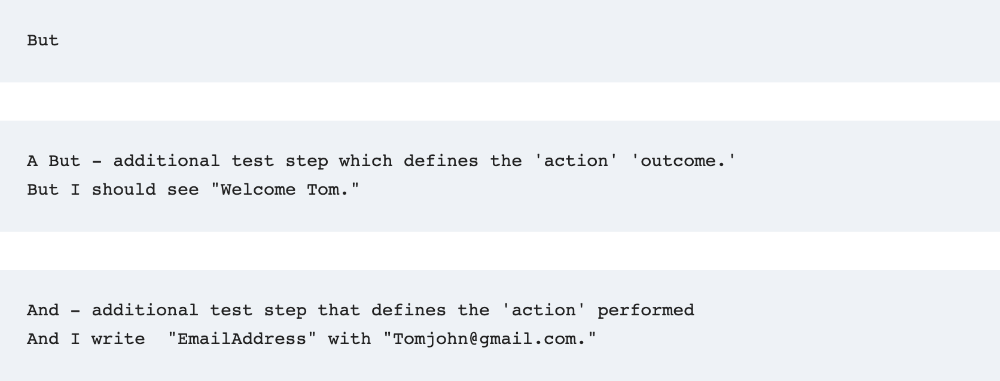 But
A But - additional test step which defines the 'action' 'outcome.'
But I should see "Welcome Tom."
And - additional test step that defines the 'action' performed
And I write  "EmailAddress" with "Tomjohn@gmail.com."